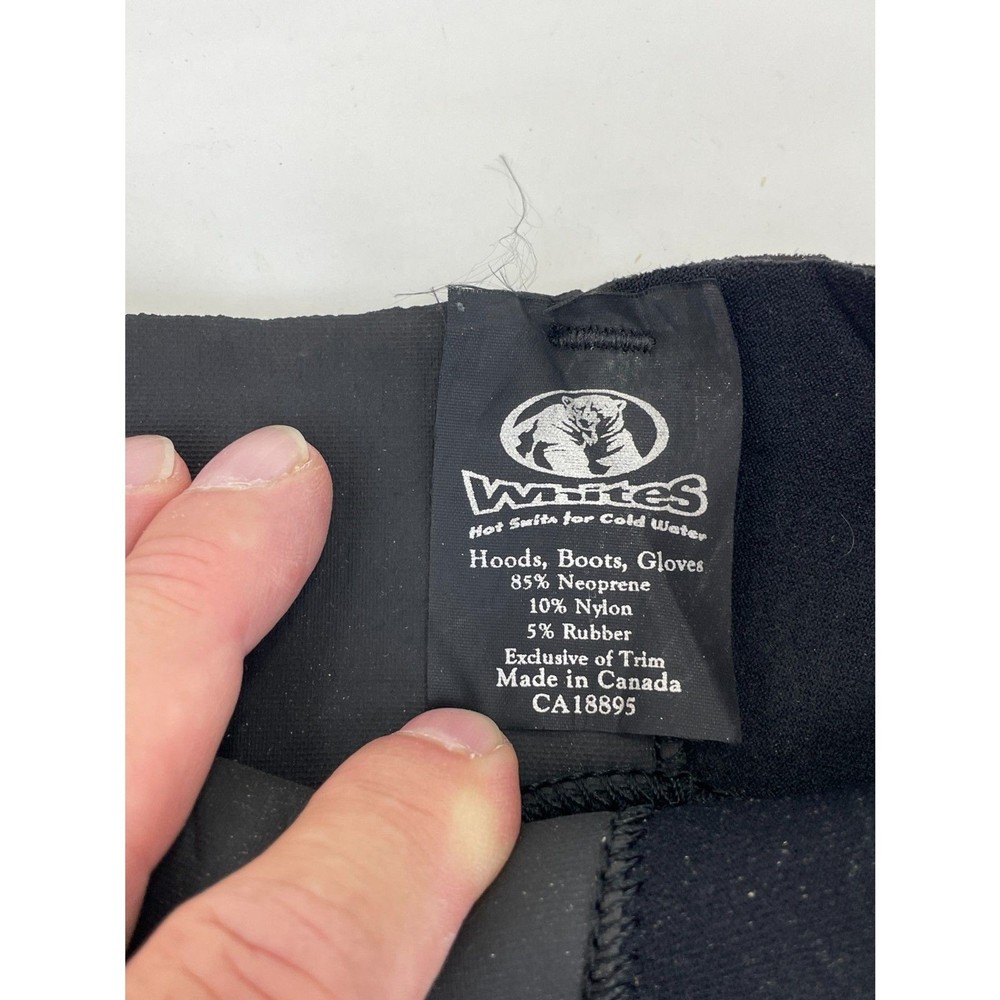 Whites
Hot Suits for Cold Water
Hoods, Boots, Gloves
85% Neoprene
10% Nylon
5% Rubber
Exclusive of Trim
Made in Canada
CA18895